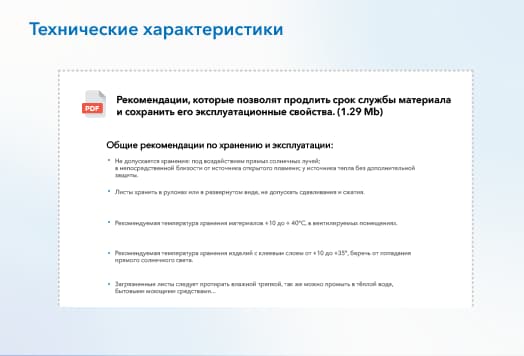 Технические характеристики
PDF
Рекомендации, которые позволят продлить срок службы материала
и сохранить его эксплуатационные свойства. (1.29 Mb)
Общие рекомендации по хранению и эксплуатации:
• Не допускается хранение: под воздействием прямых солнечных лучей;
в непосредственной близости от источника открытого пламени; у источника тепла без дополнительной
защиты.
• Листы хранить в рулонах или в развернутом виде, не допускать сдавливания и сжатия.
• Рекомендуемая температура хранения материалов +10 до + 40°С, в вентилируемых помещениях.
• Рекомендуемая температура хранения изделий с клеевым слоем от +10 до +35°, беречь от попадания
прямого солнечного света.
• Загрязненные листы следует протирать влажной тряпкой, так же можно промыть в тёплой воде,
бытовыми моющими средствами...